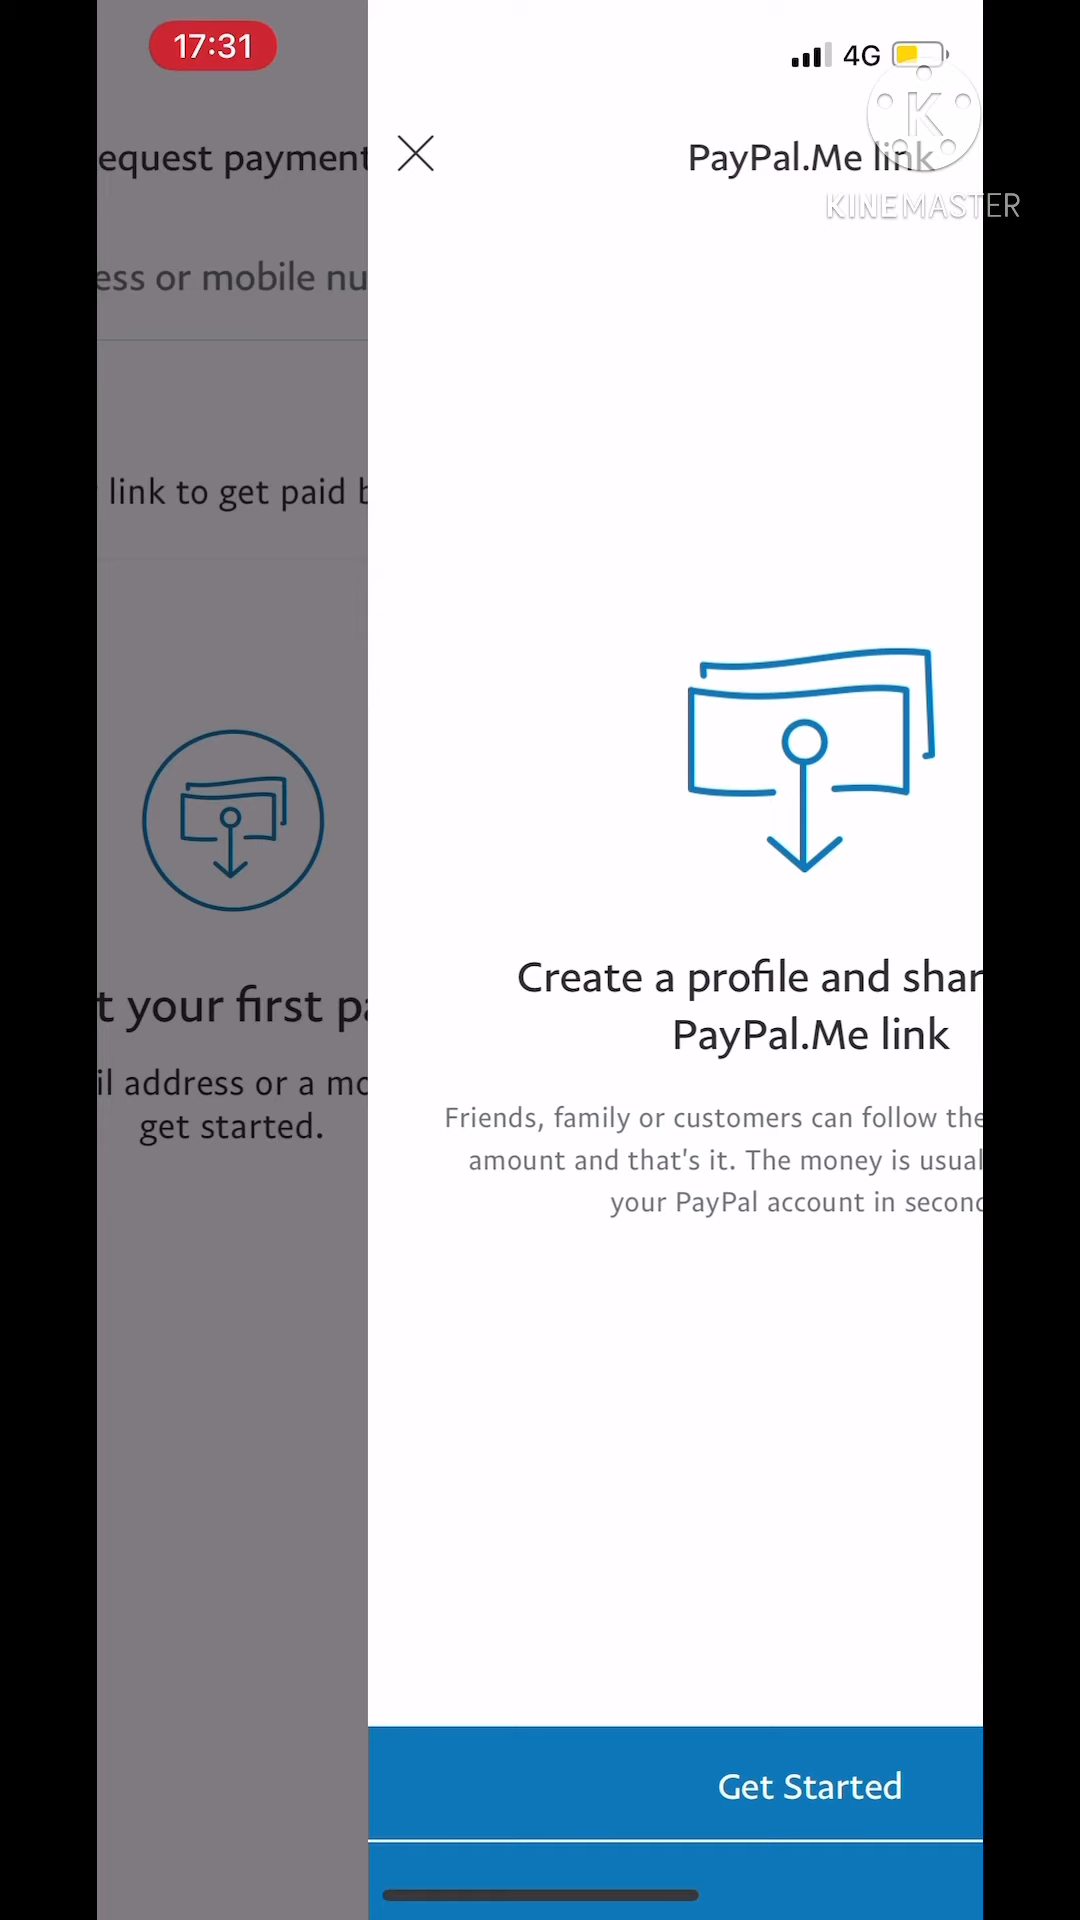 17:31
4G
equest payment
PayPal.Me link
K
KINEMASTER
ess or mobile nu
link to get paid b
Create a profile and shar
PayPal.Me link
Friends, family or customers can follow the
amount and that's it. The money is usual
your PayPal account in secon
t your first pa
il address or a mo
get started.
Get Started